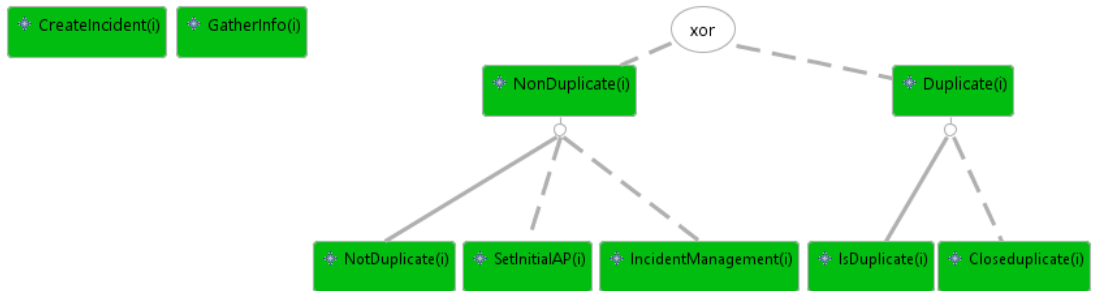 CreateIncident(i)
GatherInfo(i)
xor
NonDuplicate(i)
Duplicate(i)
NotDuplicate(i)
SetInitialAP(i)
IncidentManagement(i)
IsDuplicate(i)
Closeduplicate(i)